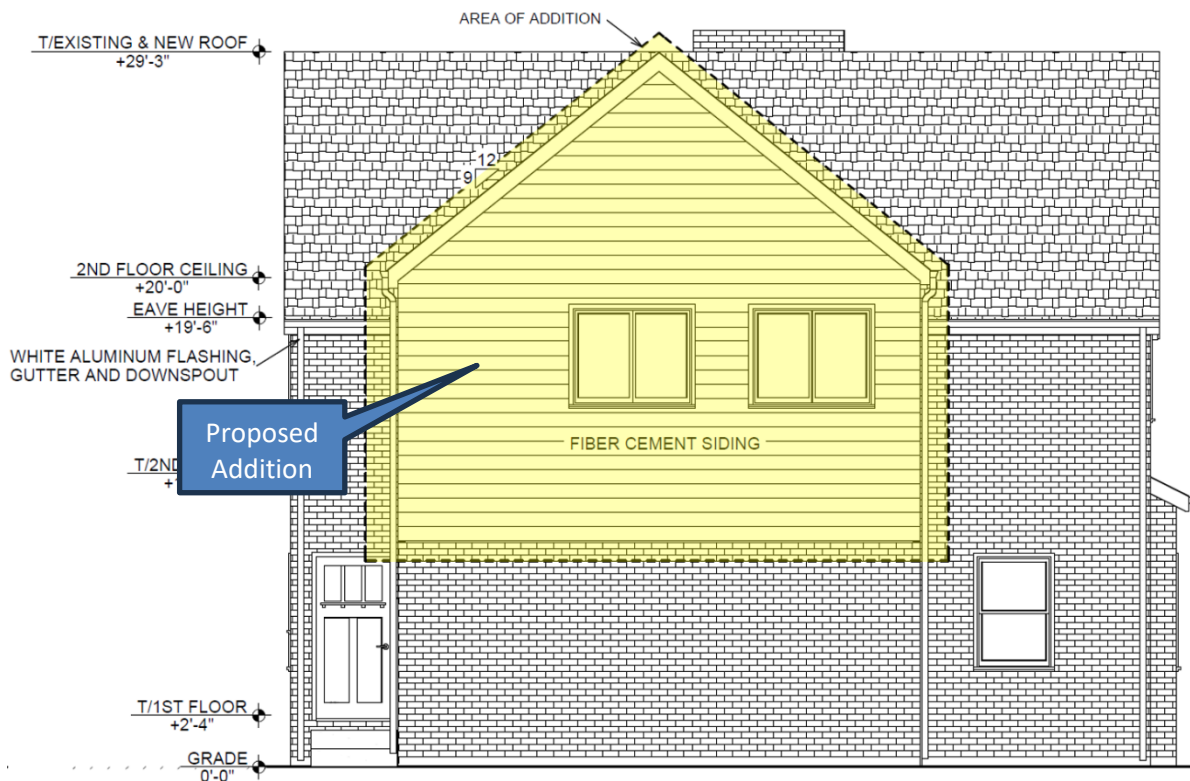 AREA OF ADDITION
T/EXISTING & NEW ROOF
+29'-3"
12
9
2ND FLOOR CEILING
+20'-0"
EAVE HEIGHT
+19'-6"
WHITE ALUMINUM FLASHING,
GUTTER AND DOWNSPOUT
Proposed
Addition
FIBER CEMENT SIDING
T/2ND
T/1ST FLOOR
+2'-4"
GRADE
0'-0"